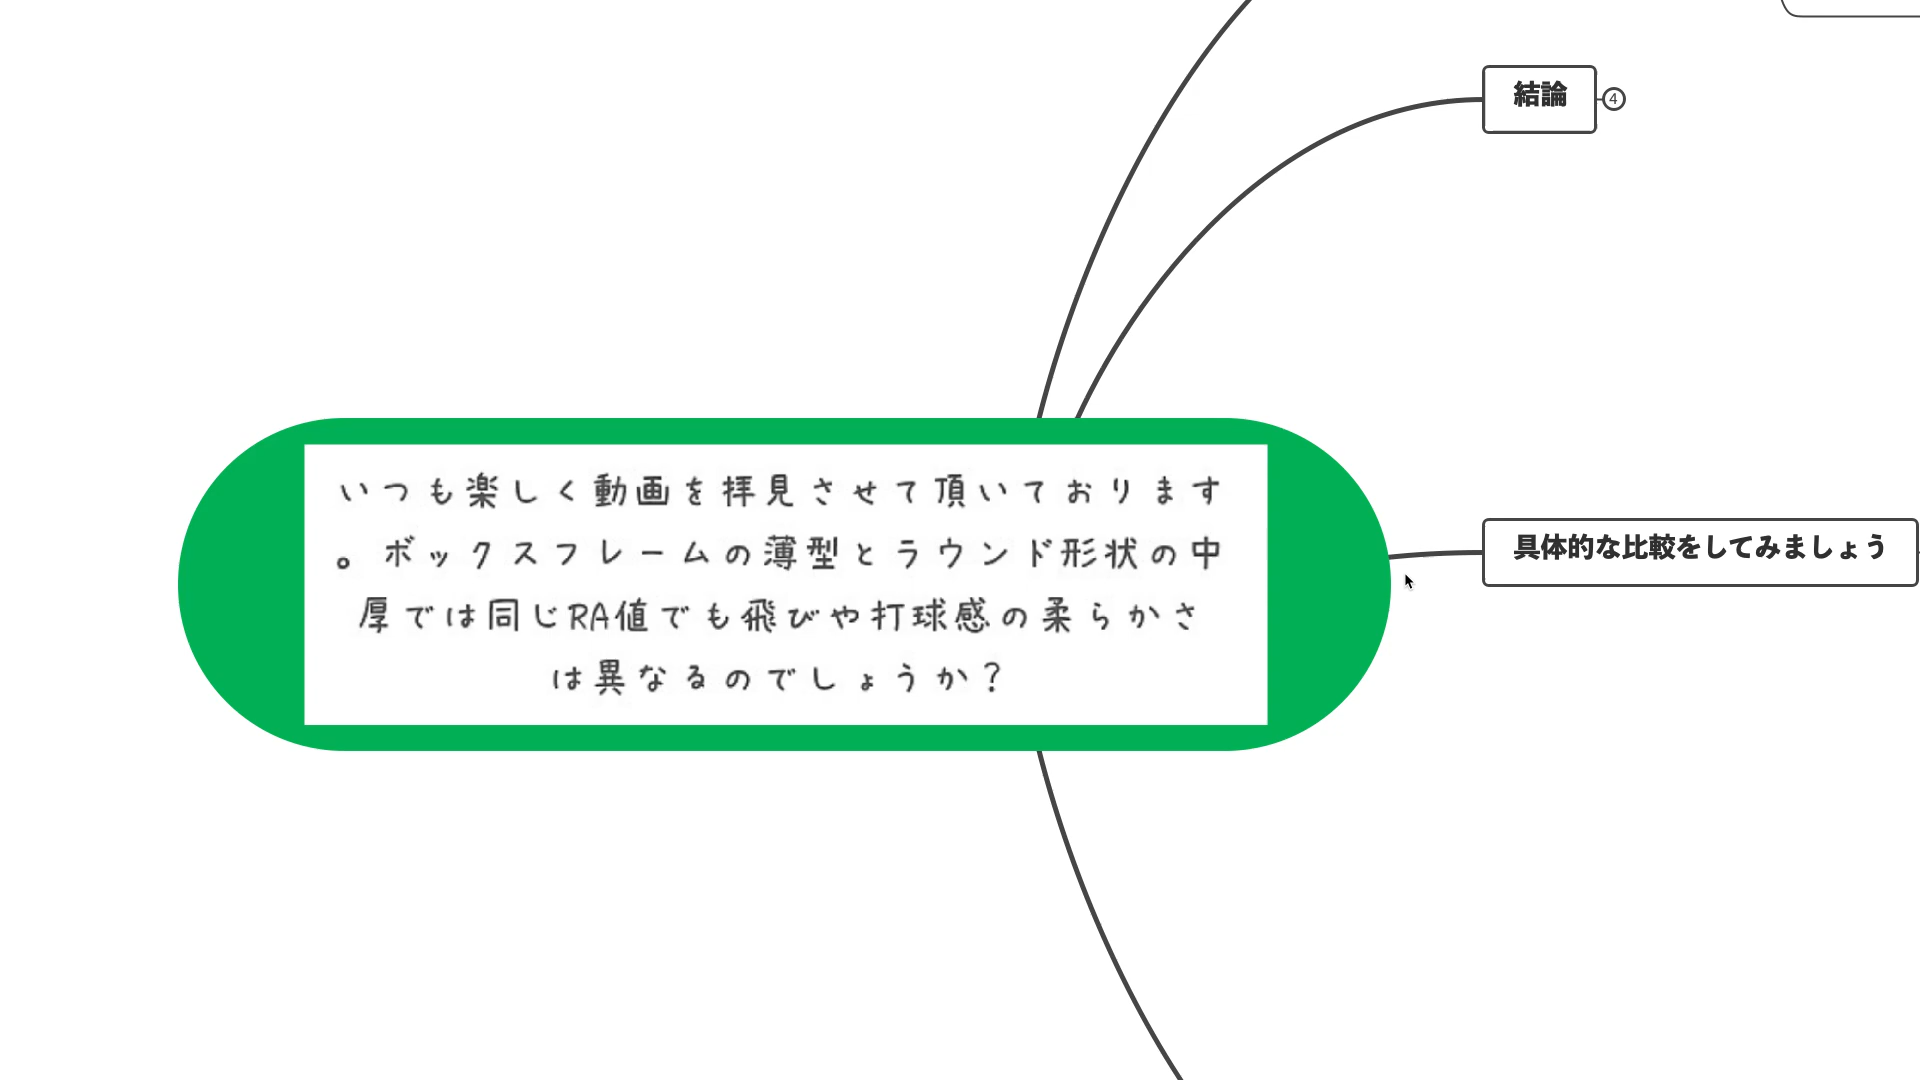 結論
4
いつも楽しく動画を拝見させて頂いております
。ボックスフレームの薄型とラウンド形状の中
厚では同じRA値でも飛びや打球感の柔らかさ
は異なるのでしょうか？
具体的な比較をしてみましょう